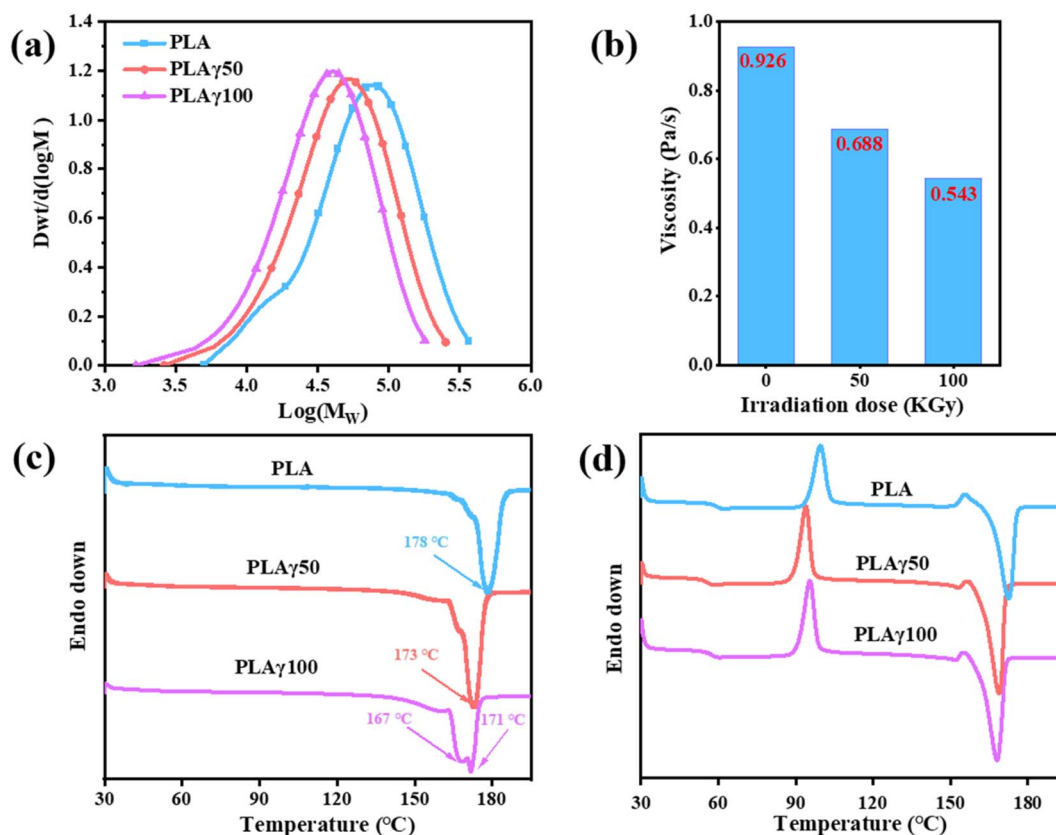 (a)
PLA
PLAγ50
PLAγ100
1.4
1.2
1.0
0.8
0.6
0.4
0.2
0.0
Dwt/d(logM )
3.0 3.5 4.0 4.5 5.0 5.5 6.0
Log(M_W)
(b)
1.0
0.8
0.6
0.4
0.2
0.0
Viscosity (Pa/s)
0.926
0.688
0.543
0 50 100
Irradiation dose (KGy)
(c)
PLA
178 °C
PLAγ50
173 °C
PLAγ100
167 °C
171 °C
Endo down
30 60 90 120 150 180
Temperature (°C)
(d)
PLA
PLAγ50
PLAγ100
Endo down
30 60 90 120 150 180
Temperature (°C)